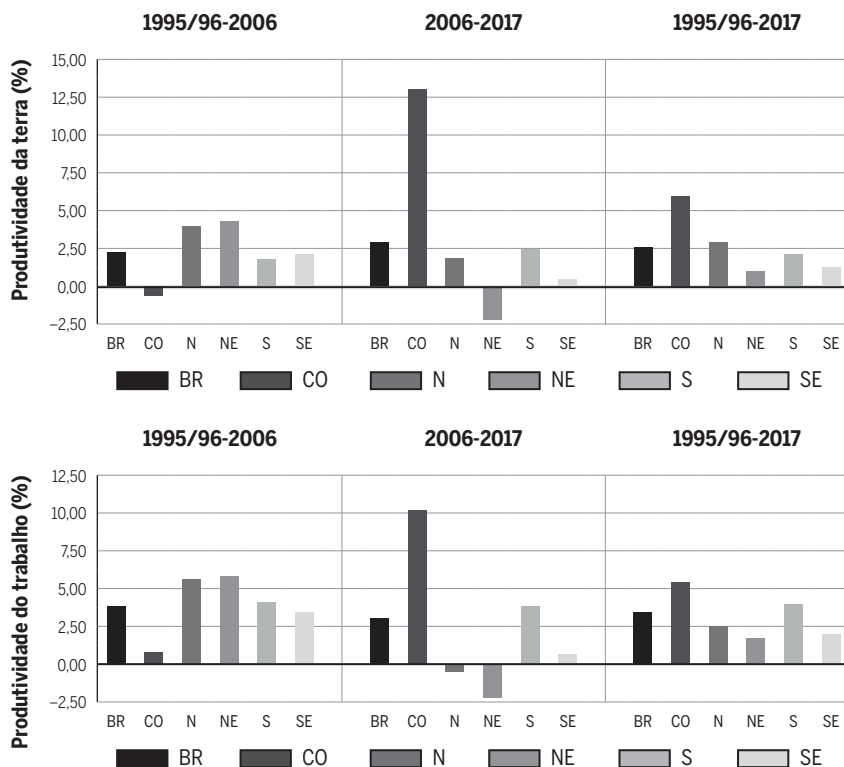 1995/96-2006 2006-2017 1995/96-2017
Produtividade da terra (%)
15,00
12,50
10,00
7,50
5,00
2,50
0,00
−2,50
BR CO N NE S SE BR CO N NE S SE BR CO N NE S SE
BR CO N NE S SE
1995/96-2006 2006-2017 1995/96-2017
Produtividade do trabalho (%)
12,50
10,00
7,50
5,00
2,50
0,00
−2,50
BR CO N NE S SE BR CO N NE S SE BR CO N NE S SE
BR CO N NE S SE